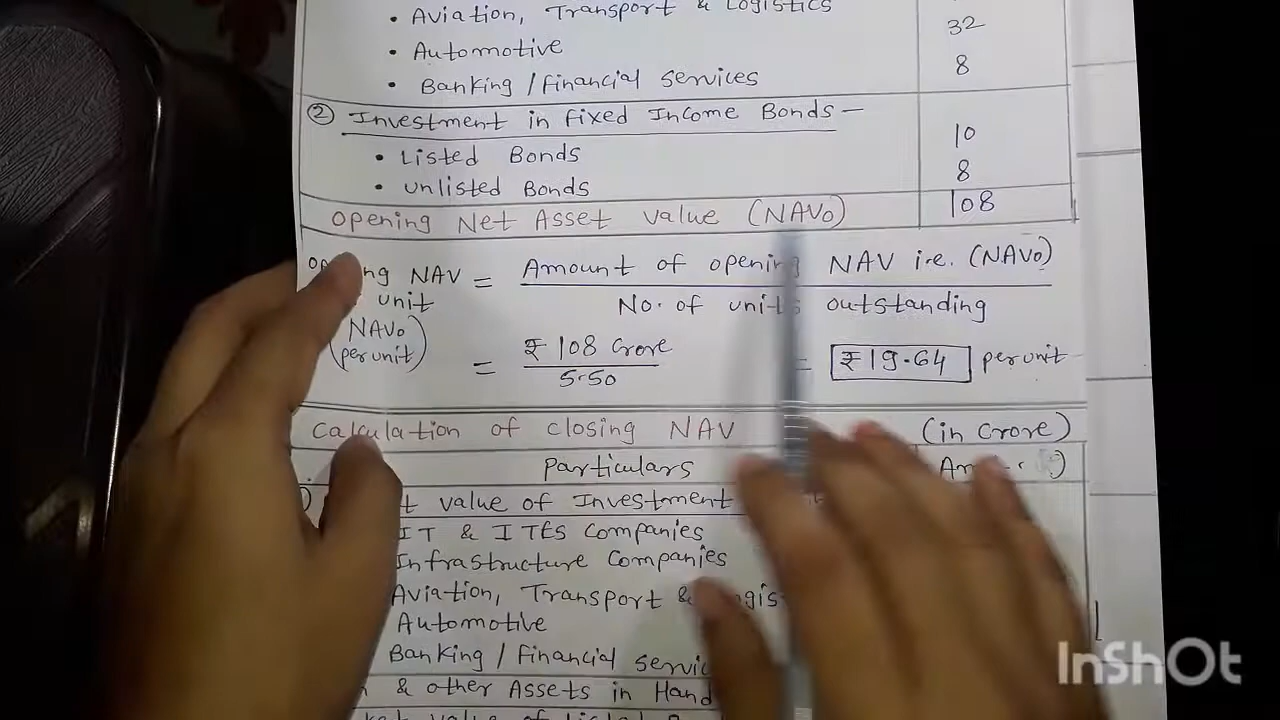 • Aviation, Transport & Logistics
• Automotive 32
• Banking / Financial Services 8
② Investment in Fixed Income Bonds –
• Listed Bonds 10
• Unlisted Bonds 8
Opening Net Asset Value (NAV₀) 108
NAV = Amount of opening NAV i.e. (NAV₀)
unit No. of units outstanding
(NAV₀ per unit)
= ₹ 108 Crore / 5.50 = ₹19.64 per unit
Calculation of closing NAV (in Crore)
Particulars
value of Investment
IT & ITES Companies
Infrastructure Companies
Aviation, Transport &
Automotive
Banking / Financial
& other Assets in Hand
InShOt